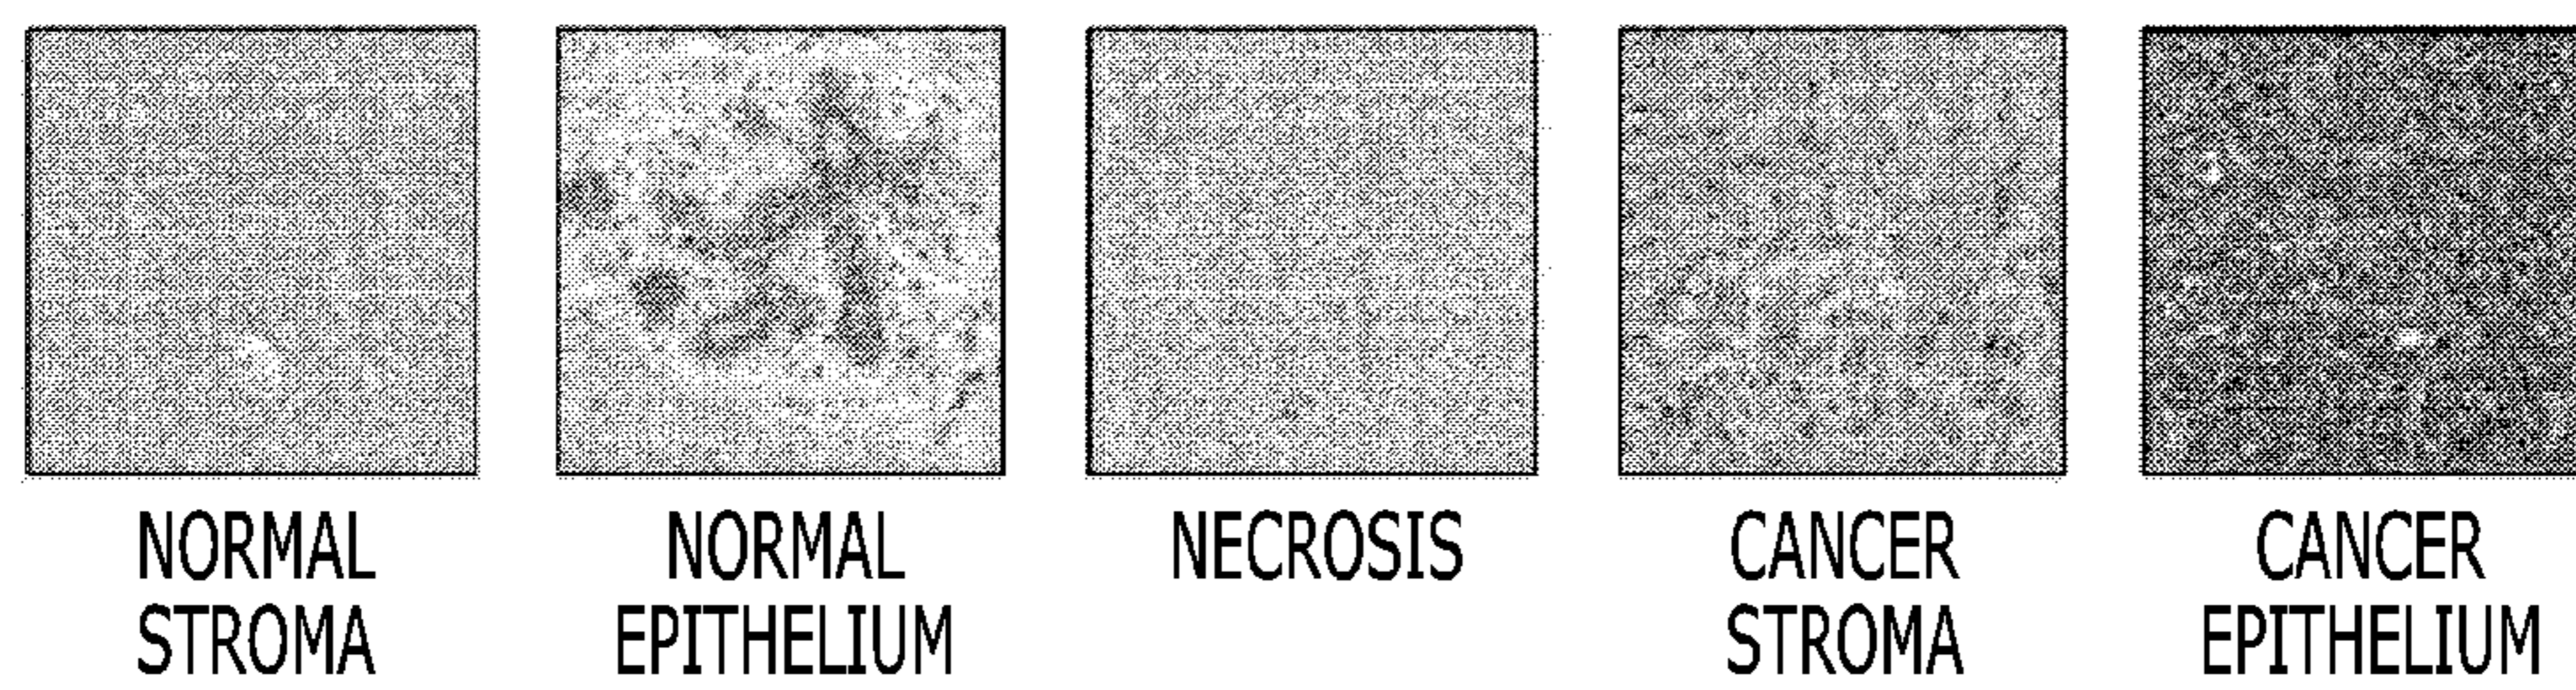 NORMAL
STROMA
NORMAL
EPITHELIUM
NECROSIS
CANCER
STROMA
CANCER
EPITHELIUM